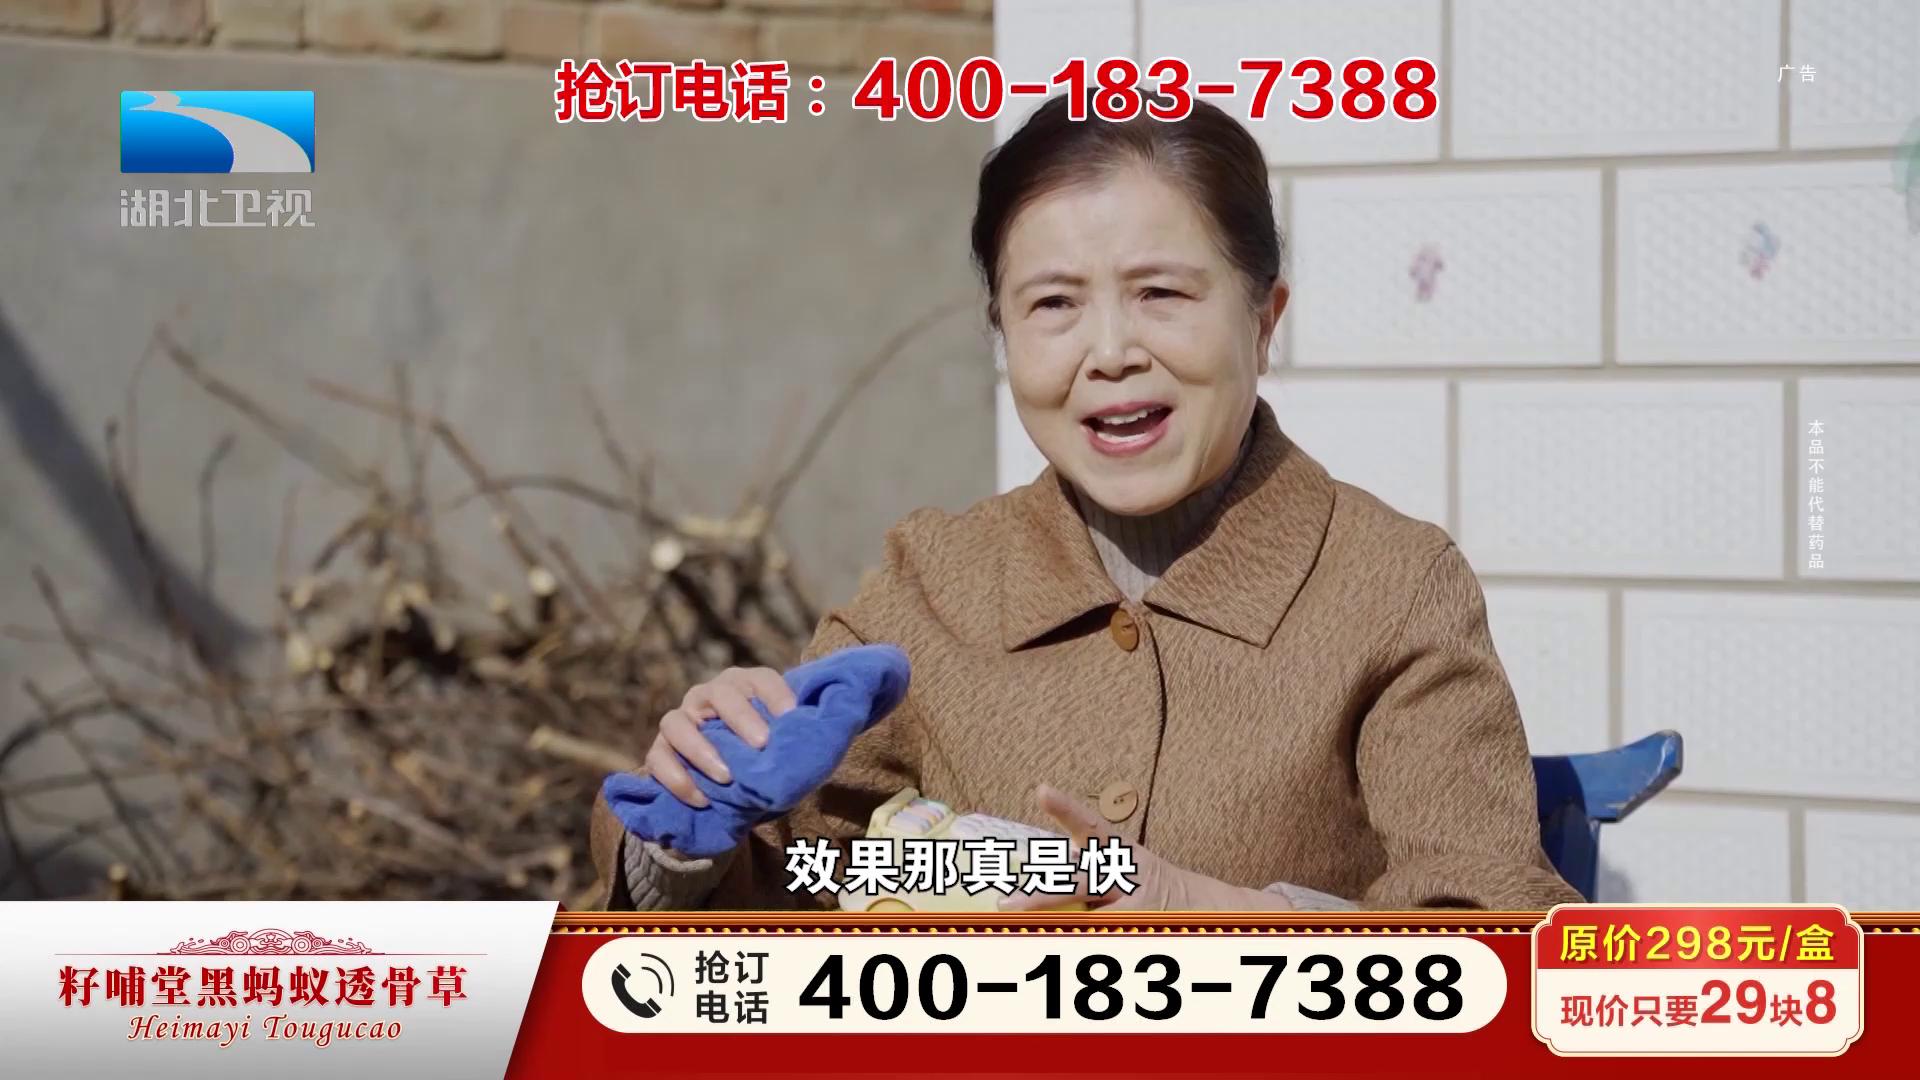 抢订电话：400-183-7388
广告
湖北卫视
本品不能代替药品
效果那真是快
籽哺堂黑蚂蚁透骨草
Heimayi Tougucao
抢订电话 400-183-7388
原价298元/盒
现价只要29块8